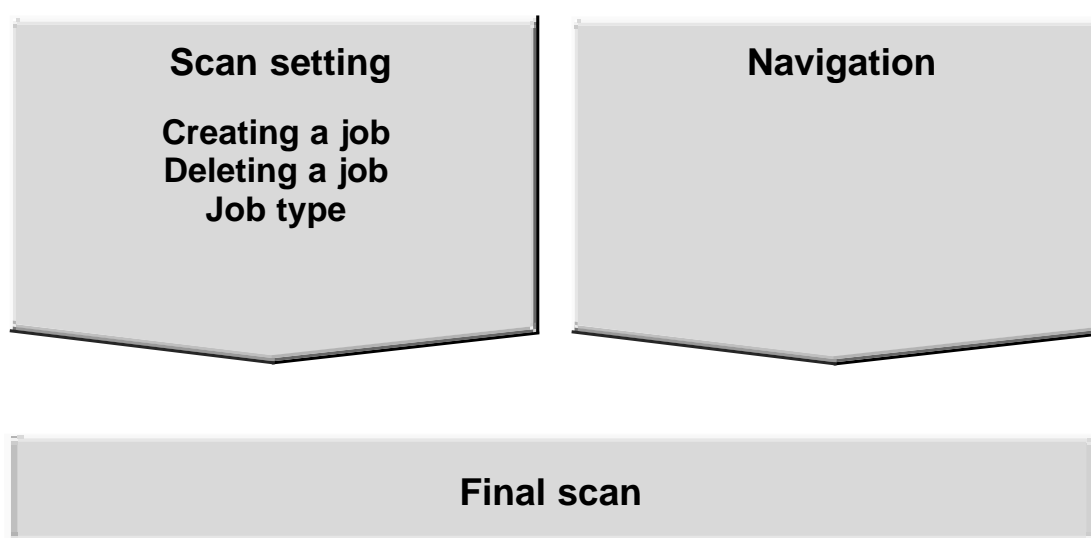 Scan setting
Creating a job
Deleting a job
Job type
Navigation
Final scan